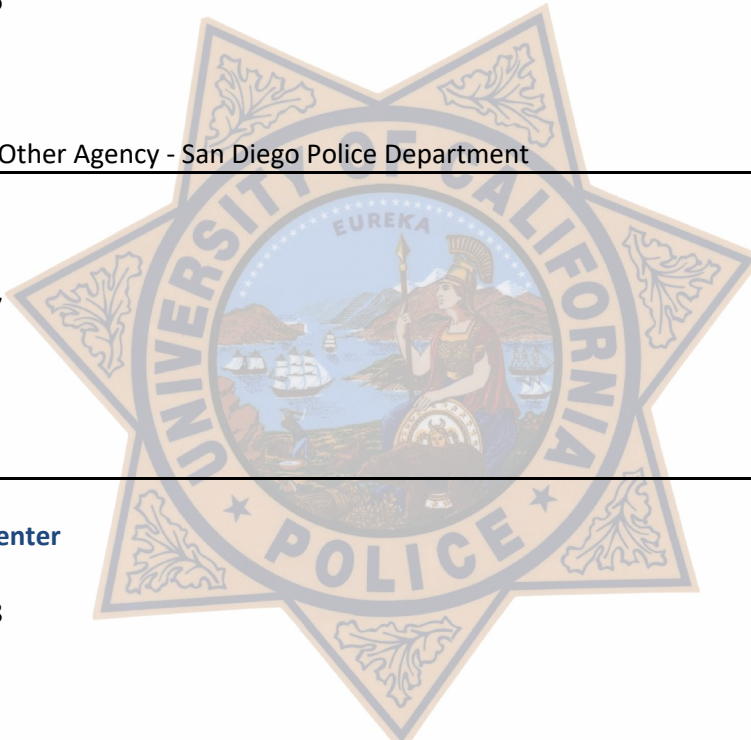 Other Agency - San Diego Police Department
UNIVERSITY OF CALIFORNIA
EUREKA
enter
POLICE